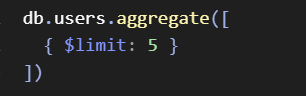 db.users.aggregate([
  { $limit: 5 }
])